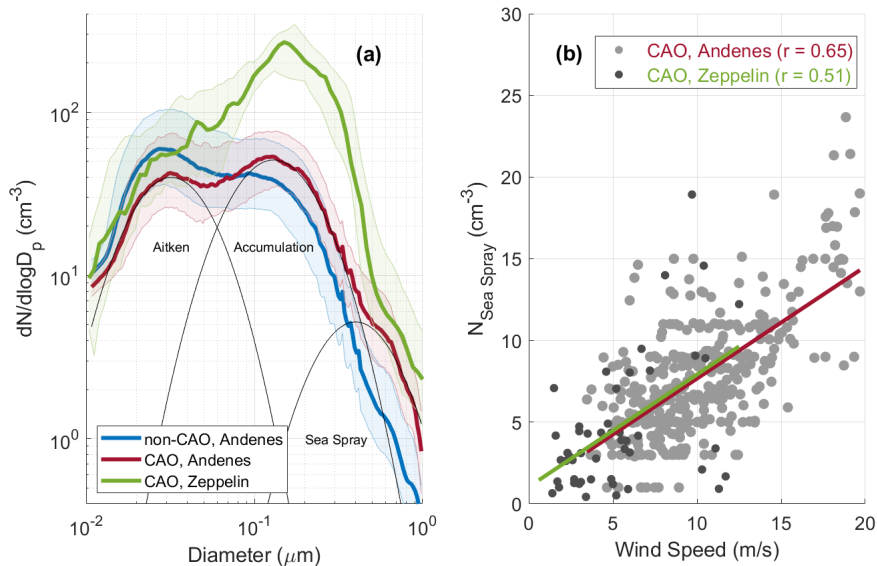 (a)
dN/dlogDp (cm-3)
10^2
10^1
10^0
Aitken
Accumulation
Sea Spray
non-CAO, Andenes
CAO, Andenes
CAO, Zeppelin
10^-2
10^-1
10^0
Diameter (μm)
(b)
CAO, Andenes (r = 0.65)
CAO, Zeppelin (r = 0.51)
N_Sea Spray (cm-3)
30
25
20
15
10
5
0
0
5
10
15
20
Wind Speed (m/s)